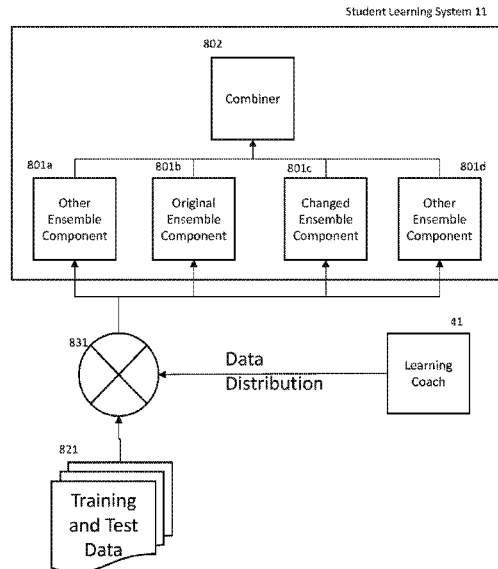 Student Learning System 11
802
Combiner
801a
801b
801c
801d
Other
Ensemble
Component
Original
Ensemble
Component
Changed
Ensemble
Component
Other
Ensemble
Component
831
41
Data
Distribution
Learning
Coach
821
Training
and Test
Data